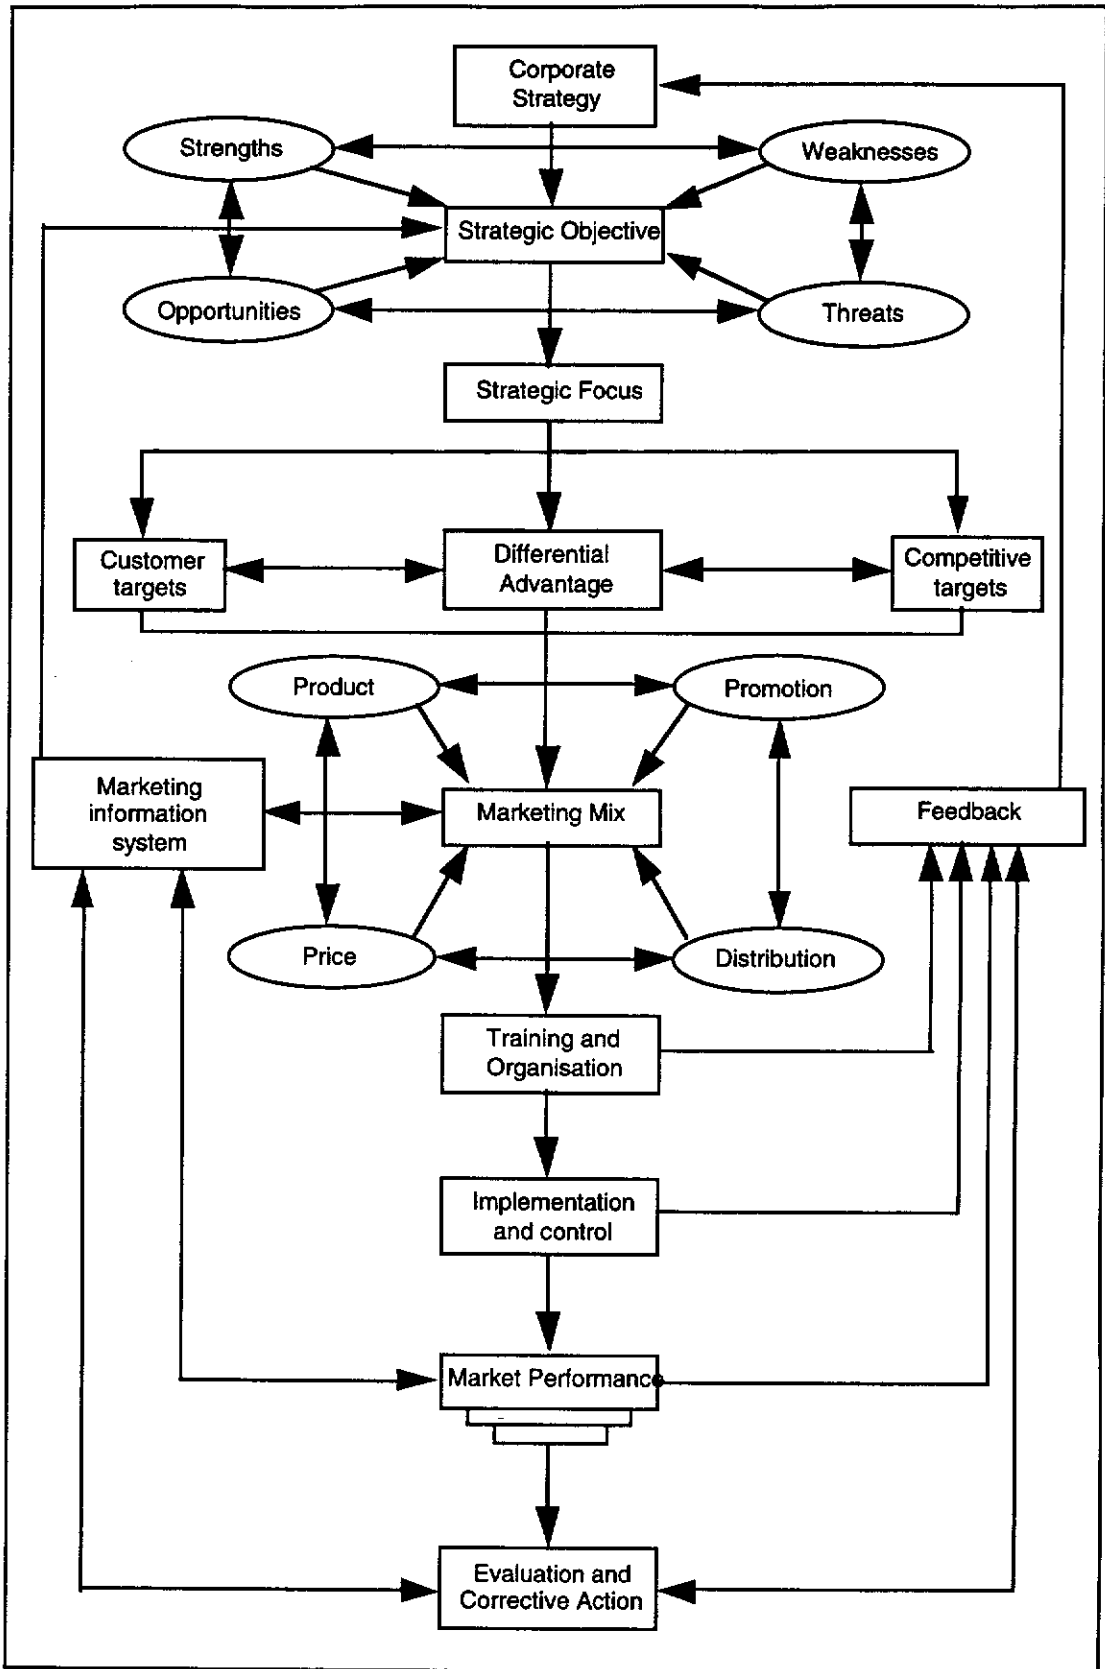 Corporate
Strategy
Strengths
Weaknesses
Strategic Objective
Opportunities
Threats
Strategic Focus
Customer
targets
Differential
Advantage
Competitive
targets
Product
Promotion
Marketing
information
system
Marketing Mix
Feedback
Price
Distribution
Training and
Organisation
Implementation
and control
Market Performance
Evaluation and
Corrective Action